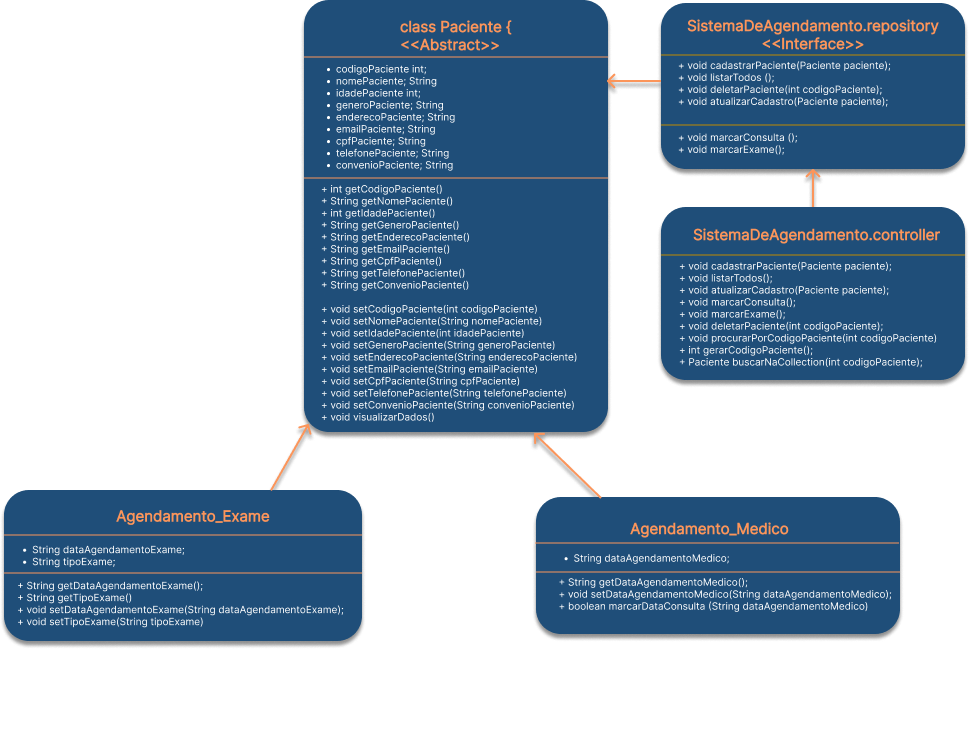 class Paciente {
<<Abstract>>
• codigoPaciente int;
• nomePaciente; String
• idadePaciente int;
• generoPaciente; String
• enderecoPaciente; String
• emailPaciente; String
• cpfPaciente; String
• telefonePaciente; String
• convenioPaciente; String
+ int getCodigoPaciente()
+ String getNomePaciente()
+ int getIdadePaciente()
+ String getGeneroPaciente()
+ String getEnderecoPaciente()
+ String getEmailPaciente()
+ String getCpfPaciente()
+ String getTelefonePaciente()
+ String getConvenioPaciente()
+ void setCodigoPaciente(int codigoPaciente)
+ void setNomePaciente(String nomePaciente)
+ void setIdadePaciente(int idadePaciente)
+ void setGeneroPaciente(String generoPaciente)
+ void setEnderecoPaciente(String enderecoPaciente)
+ void setEmailPaciente(String emailPaciente)
+ void setCpfPaciente(String cpfPaciente)
+ void setTelefonePaciente(String telefonePaciente)
+ void setConvenioPaciente(String convenioPaciente)
+ void visualizarDados()
SistemaDeAgendamento.repository
<<Interface>>
+ void cadastrarPaciente(Paciente paciente);
+ void listarTodos ();
+ void deletarPaciente(int codigoPaciente);
+ void atualizarCadastro(Paciente paciente);
+ void marcarConsulta ();
+ void marcarExame();
SistemaDeAgendamento.controller
+ void cadastrarPaciente(Paciente paciente);
+ void listarTodos();
+ void atualizarCadastro(Paciente paciente);
+ void marcarConsulta();
+ void marcarExame();
+ void deletarPaciente(int codigoPaciente);
+ void procurarPorCodigoPaciente(int codigoPaciente)
+ int gerarCodigoPaciente();
+ Paciente buscarNaCollection(int codigoPaciente);
Agendamento_Exame
• String dataAgendamentoExame;
• String tipoExame;
+ String getDataAgendamentoExame();
+ String getTipoExame()
+ void setDataAgendamentoExame(String dataAgendamentoExame);
+ void setTipoExame(String tipoExame)
Agendamento_Medico
• String dataAgendamentoMedico;
+ String getDataAgendamentoMedico();
+ void setDataAgendamentoMedico(String dataAgendamentoMedico);
+ boolean marcarDataConsulta (String dataAgendamentoMedico)